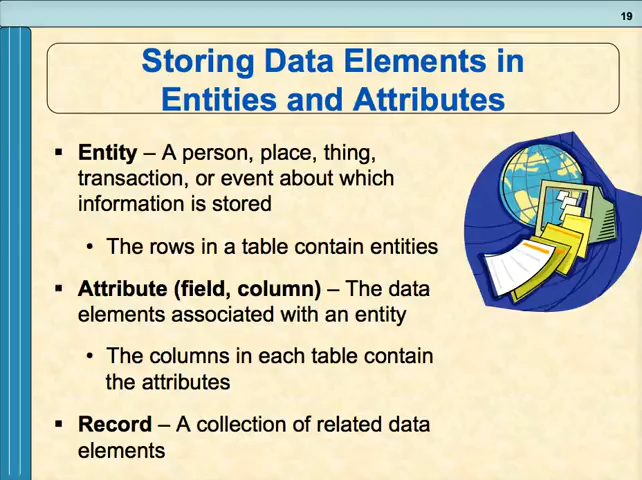 19
Storing Data Elements in
Entities and Attributes
▪ Entity – A person, place, thing,
transaction, or event about which
information is stored
• The rows in a table contain entities
▪ Attribute (field, column) – The data
elements associated with an entity
• The columns in each table contain
the attributes
▪ Record – A collection of related data
elements